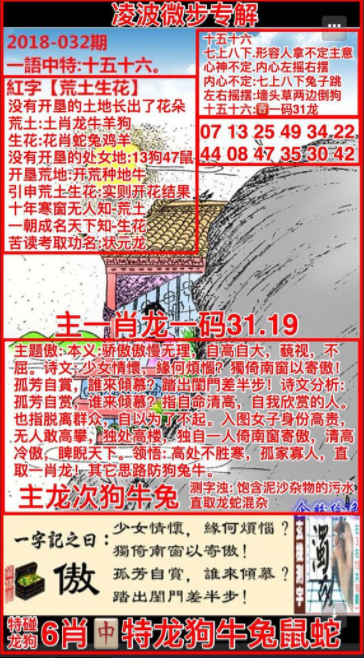 凌波微步专解
2018-032期
一語中特:十五十六。
紅字【荒土生花】
没有开垦的土地长出了花朵
荒土:土肖龙牛羊狗
生花:花肖蛇兔鸡羊
没有开垦的处女地:13狗47鼠
开垦荒地:开荒种地牛
引申荒土生花:实则开花结果
十年寒窗无人知-荒土
一朝成名天下知-生花
苦读考取功名:状元龙
十五十六
七上八下.形容人拿不定主意
心神不定.内心左摇右摆
内心不定:七上八下兔子跳
左右摇摆:墙头草两边倒狗
十五十六:一码31龙
07 13 25 49 34 22
44 08 47 35 30 42
主一肖龙一码31.19
主题傲:本义:骄傲傲慢无理，自高自大，藐视，不
屈。诗文:少女情懷，緣何煩惱？獨倚南窗以寄傲！
孤芳自賞，誰來傾慕？踏出閨門差半步！诗文分析:
孤芳自赏，谁来倾慕？指自命清高，自我欣赏的人。
也指脱离群众，自以为了不起。入图女子身份高贵，
无人敢高攀，独处高楼，独自一人倚南窗寄傲，清高
冷傲，睥睨天下。领悟:高处不胜寒，孤家寡人，直
取一肖龙！其它思路防狗兔牛。
主龙次狗牛兔
测字浊:饱含泥沙杂物的污水
直取龙蛇混杂
一字記之曰:
傲
少女情懷，緣何煩惱？
獨倚南窗以寄傲！
孤芳自賞，誰來傾慕？
踏出閨門差半步！
玄機測字
濁
特碰
龙狗
6肖中特龙狗牛兔鼠蛇